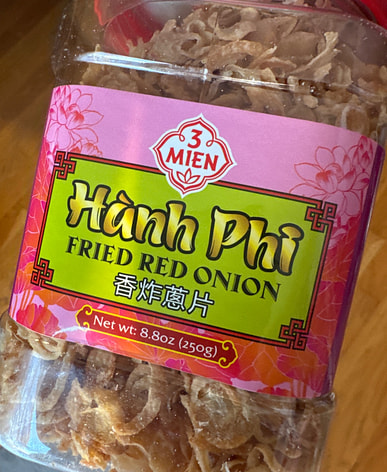 3
MIEN
Hành Phi
FRIED RED ONION
香炸蔥片
Net wt: 8.8oz (250g)